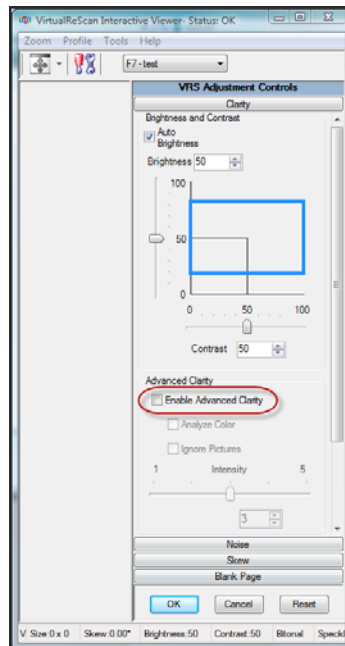 VirtualReScan Interactive Viewer- Status: OK
Zoom Profile Tools Help
F7 - test
VRS Adjustment Controls
Clarity
Brightness and Contrast
Auto
Brightness
Brightness 50
100
50
0
0 50 100
Contrast 50
Advanced Clarity
Enable Advanced Clarity
Analyze Color
Ignore Pictures
1 Intensity 5
3
Noise
Skew
Blank Page
OK Cancel Reset
V Size:0 x 0 Skew:0.00° Brightness:50 Contrast:50 Bitonal Speckl